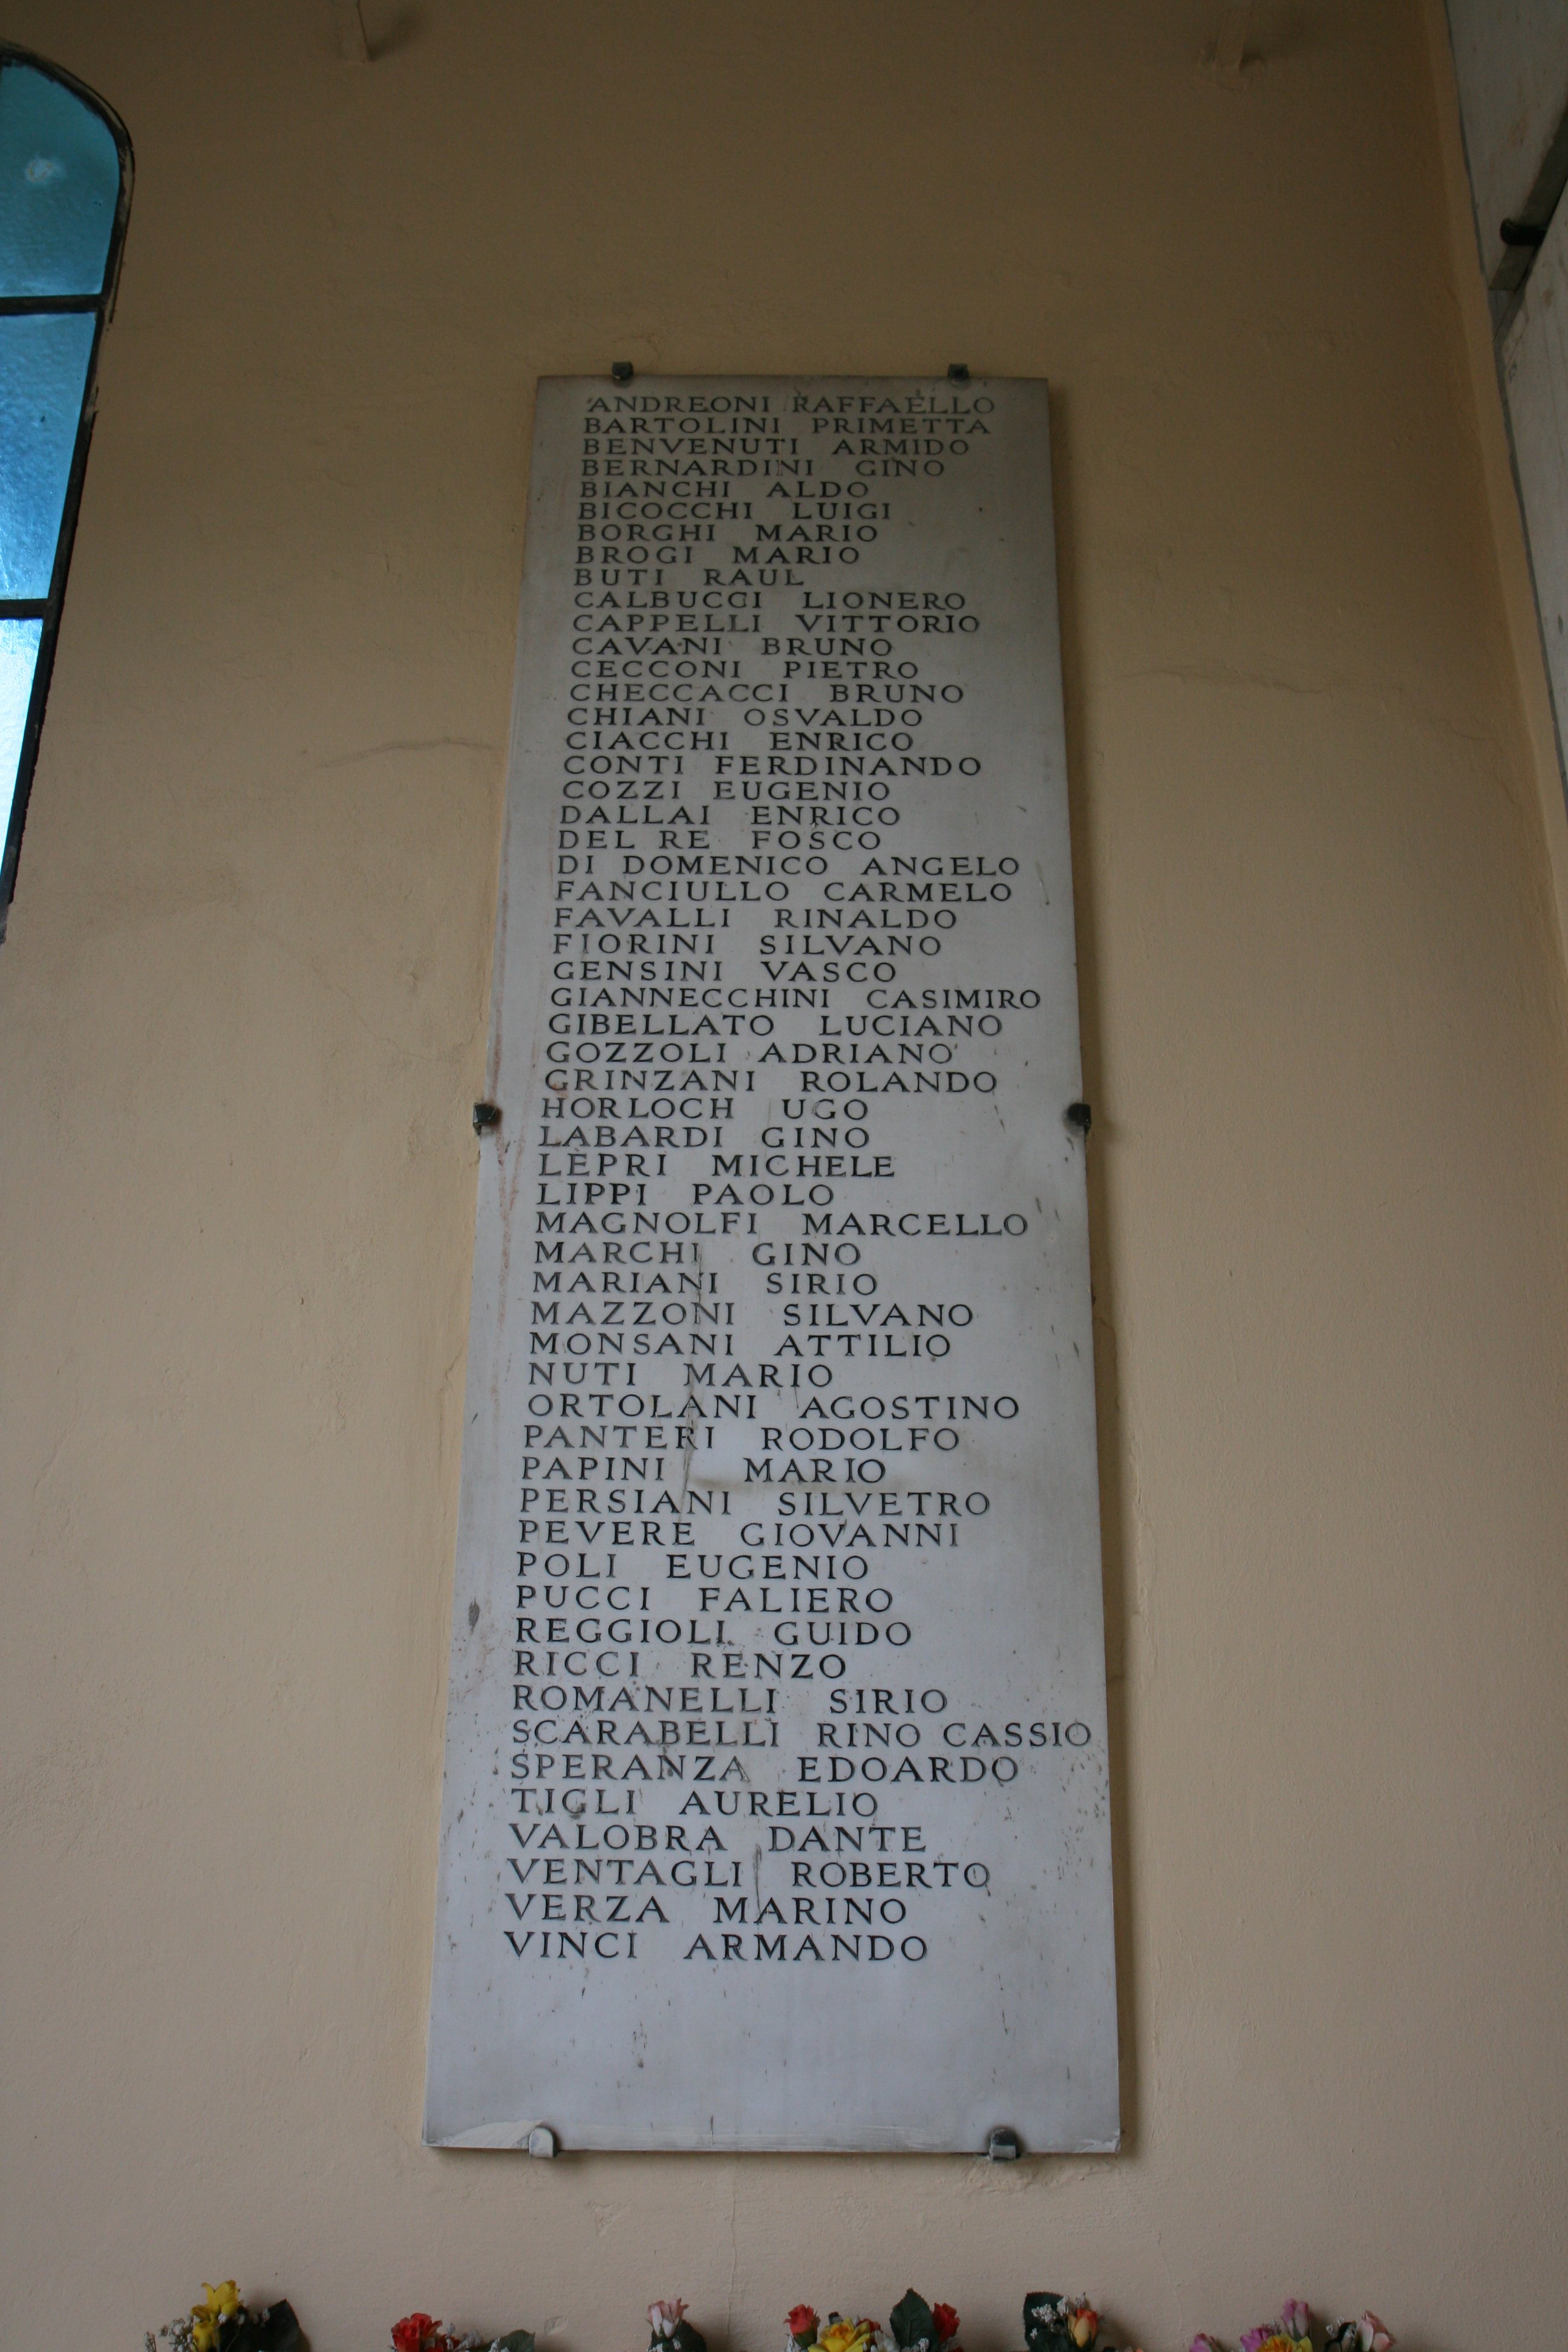 ANDREONI RAFFAELLO
BARTOLINI PRIMETTA
BENVENUTI ARMIDO
BERNARDINI GINO
BIANCHI ALDO
BICOCCHI LUIGI
BORGHI MARIO
BROGI MARIO
BUTI RAUL
CALBUCCI LIONERO
CAPPELLI VITTORIO
CAVANI BRUNO
CECCONI PIETRO
CHECCACCI BRUNO
CHIANI OSVALDO
CIACCHI ENRICO
CONTI FERDINANDO
COZZI EUGENIO
DALLAI ENRICO
DEL RE FOSCO
DI DOMENICO ANGELO
FANCIULLO CARMELO
FAVALLI RINALDO
FIORINI SILVANO
GENSINI VASCO
GIANNECCHINI CASIMIRO
GIBELLATO LUCIANO
GOZZOLI ADRIANO
GRINZANI ROLANDO
HORLOCH UGO
LABARDI GINO
LEPRI MICHELE
LIPPI PAOLO
MAGNOLFI MARCELLO
MARCHI GINO
MARIANI SIRIO
MAZZONI SILVANO
MONSANI ATTILIO
NUTI MARIO
ORTOLANI AGOSTINO
PANTERI RODOLFO
PAPINI MARIO
PERSIANI SILVETRO
PEVERE GIOVANNI
POLI EUGENIO
PUCCI FALIERO
REGGIOLI GUIDO
RICCI RENZO
ROMANELLI SIRIO
SCARABELLI RINO CASSIO
SPERANZA EDOARDO
TIGLI AURELIO
VALOBRA DANTE
VENTAGLI ROBERTO
VERZA MARINO
VINCI ARMANDO